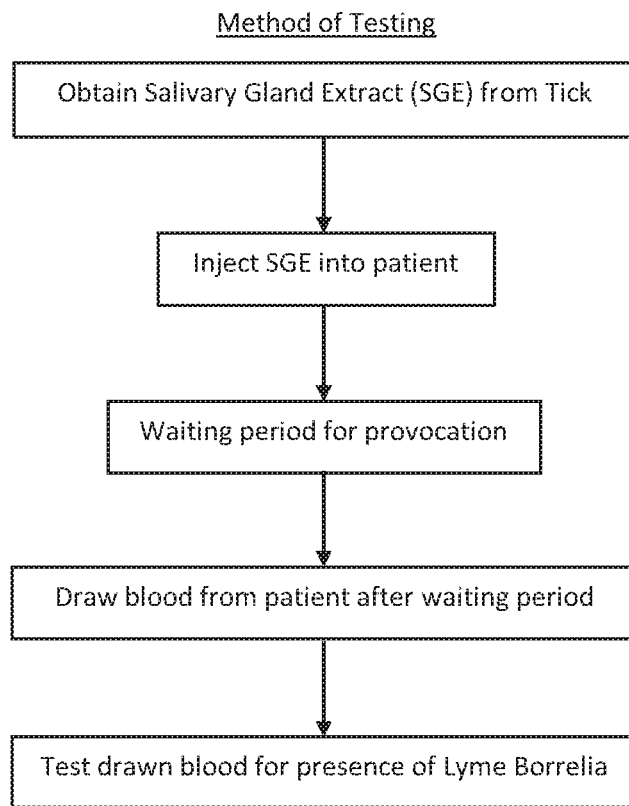 Method of Testing
Obtain Salivary Gland Extract (SGE) from Tick
Inject SGE into patient
Waiting period for provocation
Draw blood from patient after waiting period
Test drawn blood for presence of Lyme Borrelia